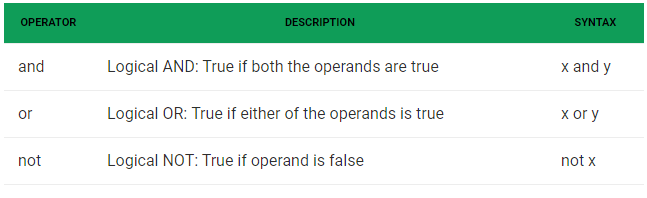 OPERATOR DESCRIPTION SYNTAX
and Logical AND: True if both the operands are true x and y
or Logical OR: True if either of the operands is true x or y
not Logical NOT: True if operand is false not x